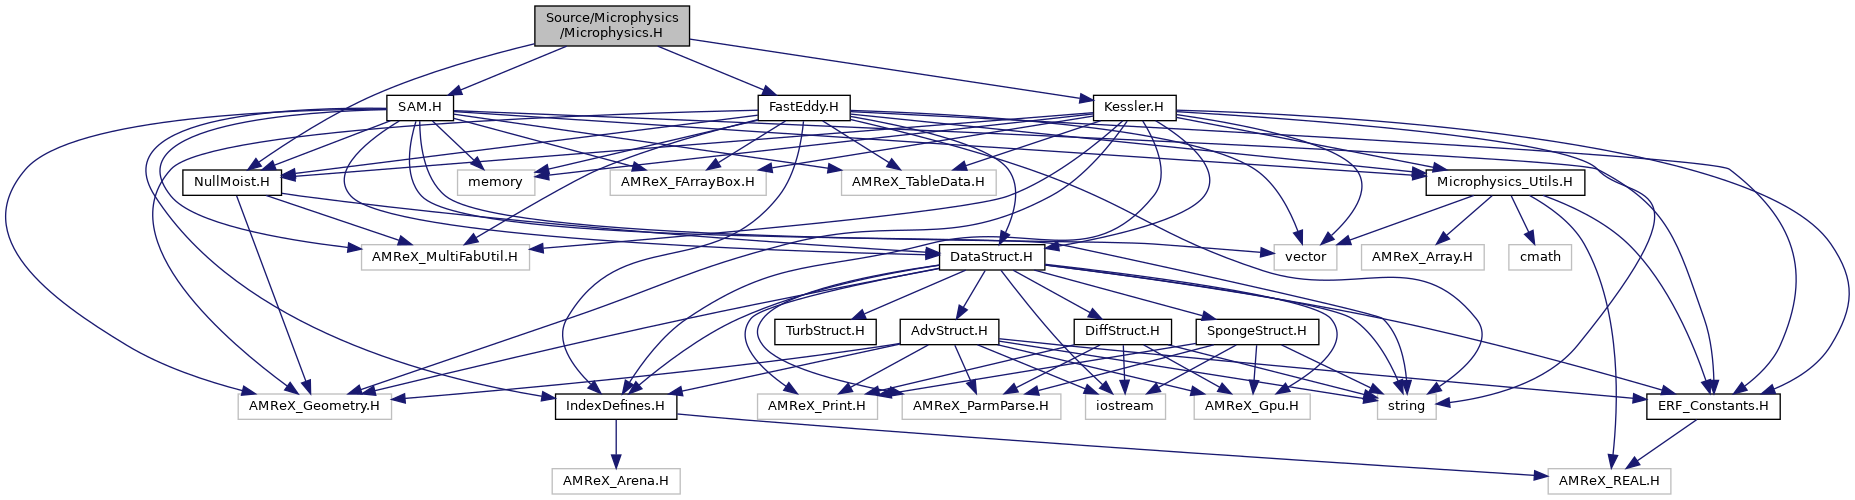 Source/Microphysics
/Microphysics.H
SAM.H
FastEddy.H
Kessler.H
NullMoist.H
memory
AMReX_FArrayBox.H
AMReX_TableData.H
Microphysics_Utils.H
AMReX_MultiFabUtil.H
DataStruct.H
vector
AMReX_Array.H
cmath
TurbStruct.H
AdvStruct.H
DiffStruct.H
SpongeStruct.H
AMReX_Geometry.H
IndexDefines.H
AMReX_Print.H
AMReX_ParmParse.H
iostream
AMReX_Gpu.H
string
ERF_Constants.H
AMReX_Arena.H
AMReX_REAL.H